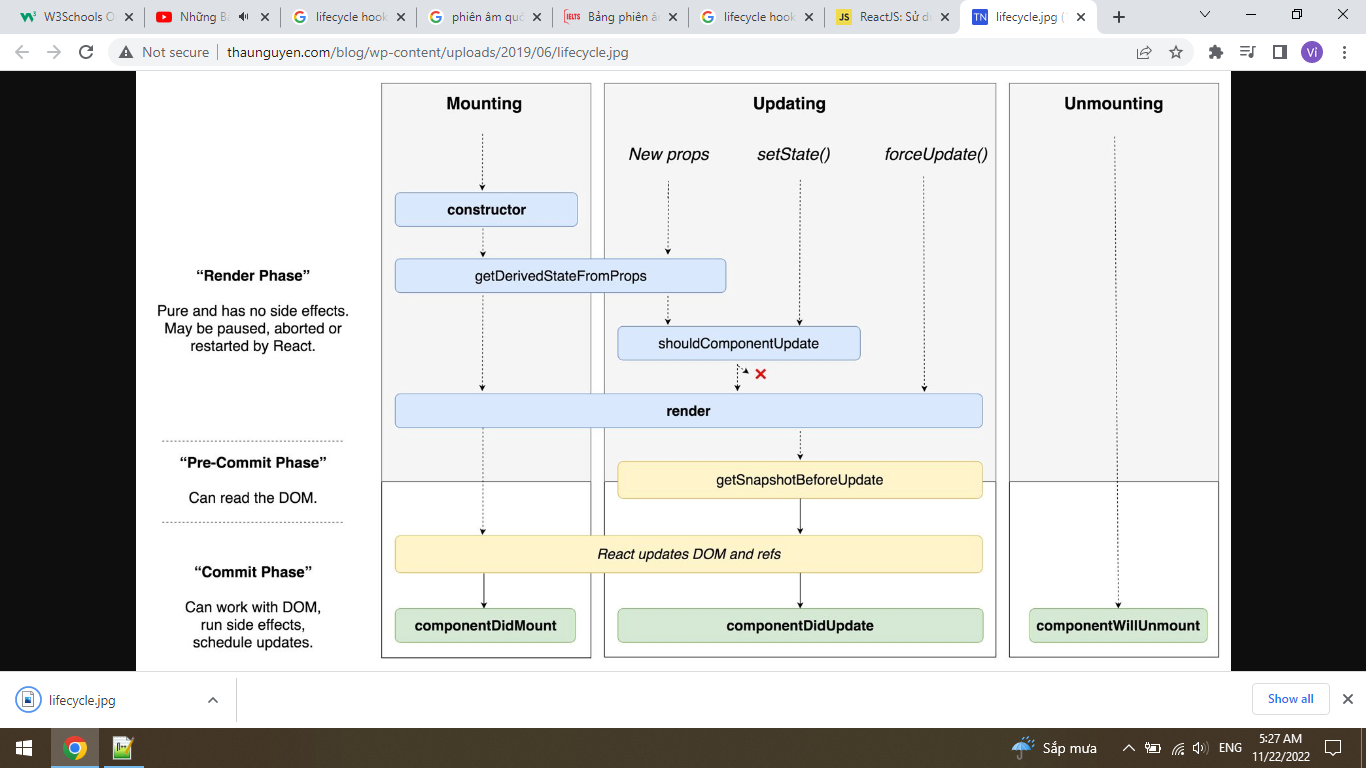 W3Schools O
Những B
lifecycle hook
phiên âm quố
IELTS
Bảng phiên â
lifecycle hook
JS
ReactJS: Sử d
TN
lifecycle.jpg (
Not secure
thaunguyen.com/blog/wp-content/uploads/2019/06/lifecycle.jpg
Vi
Mounting
Updating
Unmounting
New props
setState()
forceUpdate()
constructor
getDerivedStateFromProps
“Render Phase”
Pure and has no side effects.
May be paused, aborted or
restarted by React.
shouldComponentUpdate
render
“Pre-Commit Phase”
Can read the DOM.
getSnapshotBeforeUpdate
React updates DOM and refs
“Commit Phase”
Can work with DOM,
run side effects,
schedule updates.
componentDidMount
componentDidUpdate
componentWillUnmount
lifecycle.jpg
Show all
Sắp mưa
ENG
5:27 AM
11/22/2022